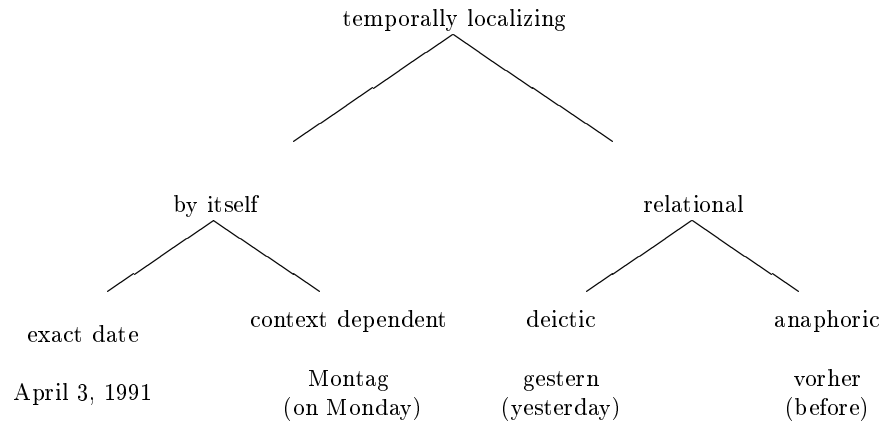 temporally localizing
by itself
relational
exact date
context dependent
deictic
anaphoric
April 3, 1991
Montag
(on Monday)
gestern
(yesterday)
vorher
(before)